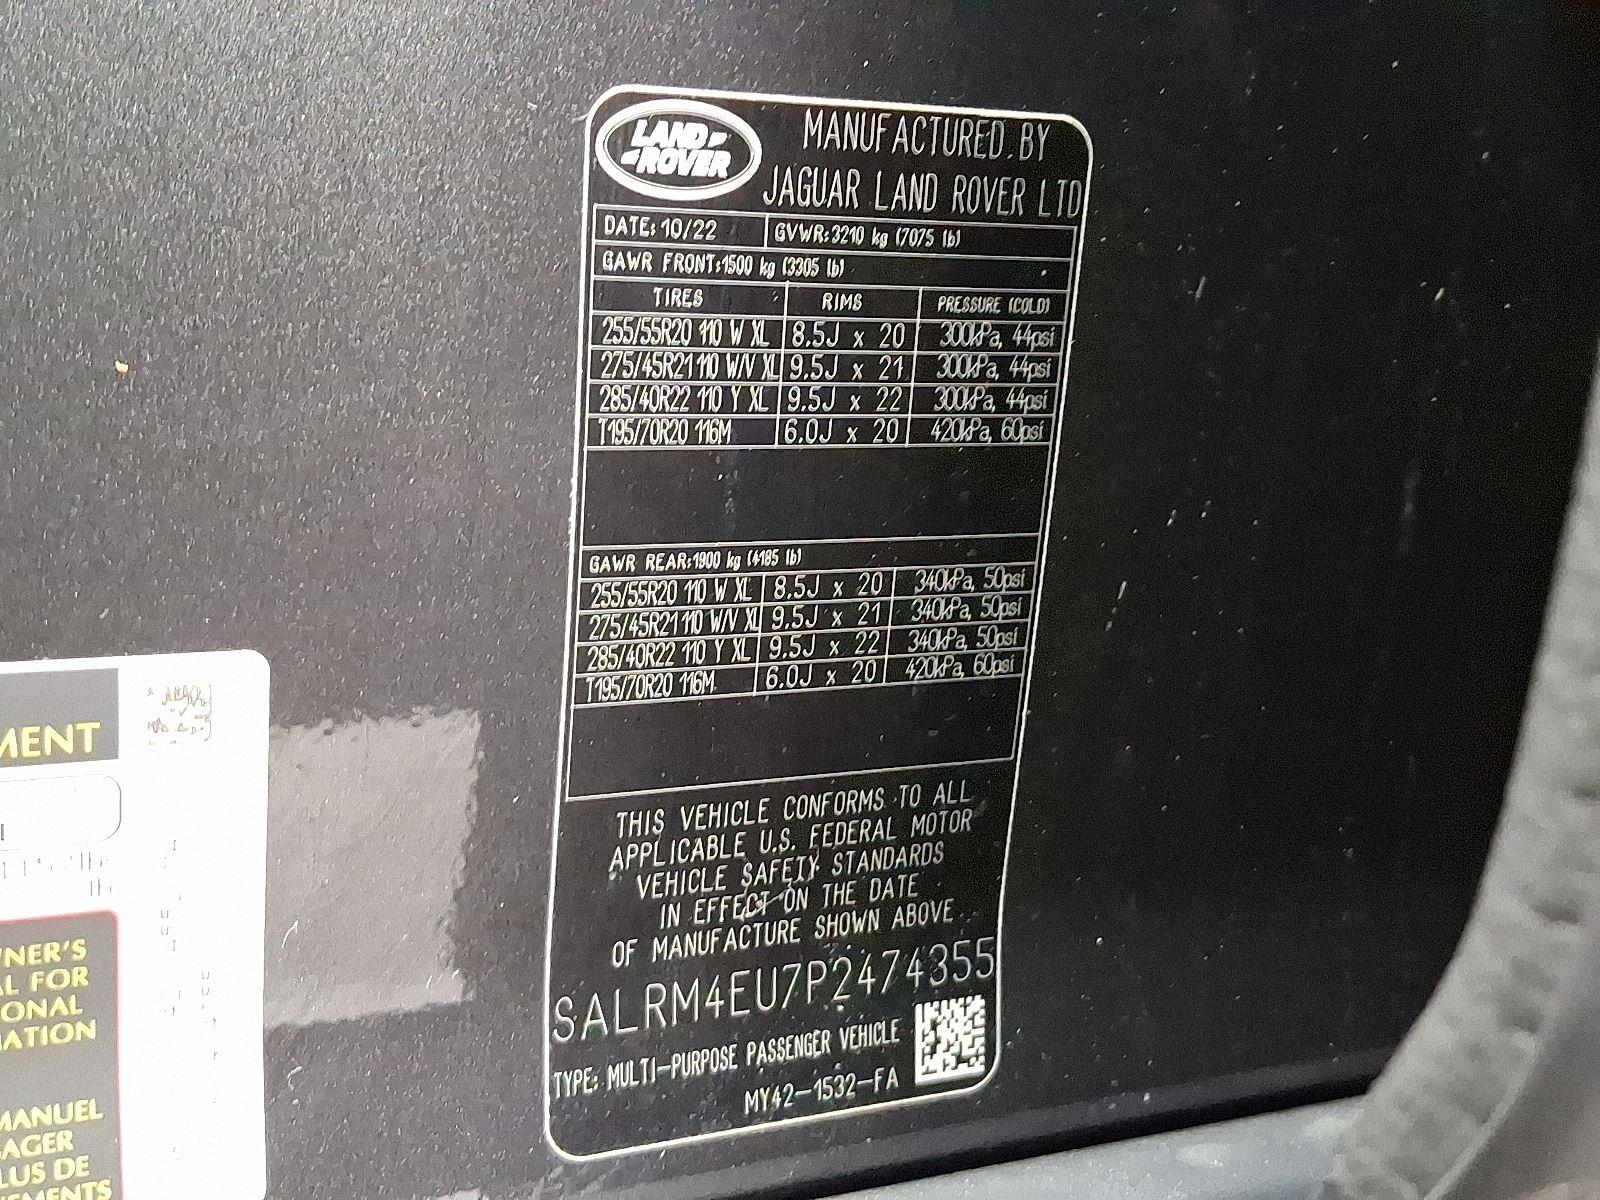 LAND
ROVER
MANUFACTURED BY
JAGUAR LAND ROVER LTD
DATE: 10/22 GVWR: 3210 kg (7075 lb)
GAWR FRONT: 1500 kg (3305 lb)
TIRES RIMS PRESSURE (COLD)
255/55R20 110 W XL 8.5J x 20 300kPa, 44psi
275/45R21 110 W/V XL 9.5J x 21 300kPa, 44psi
285/40R22 110 Y XL 9.5J x 22 300kPa, 44psi
T195/70R20 116M 6.0J x 20 420kPa, 60psi
GAWR REAR: 1900 kg (4185 lb)
255/55R20 110 W XL 8.5J x 20 340kPa, 50psi
275/45R21 110 W/V XL 9.5J x 21 340kPa, 50psi
285/40R22 110 Y XL 9.5J x 22 340kPa, 50psi
T195/70R20 116M 6.0J x 20 420kPa, 60psi
THIS VEHICLE CONFORMS TO ALL
APPLICABLE U.S. FEDERAL MOTOR
VEHICLE SAFETY STANDARDS
IN EFFECT ON THE DATE
OF MANUFACTURE SHOWN ABOVE
SALRM4EU7P2474355
TYPE: MULTI-PURPOSE PASSENGER VEHICLE
MY42-1532-FA
MENT
lb
NER'S
AL FOR
ONAL
ATION
MANUEL
AGER
LUS DE
EMENTS